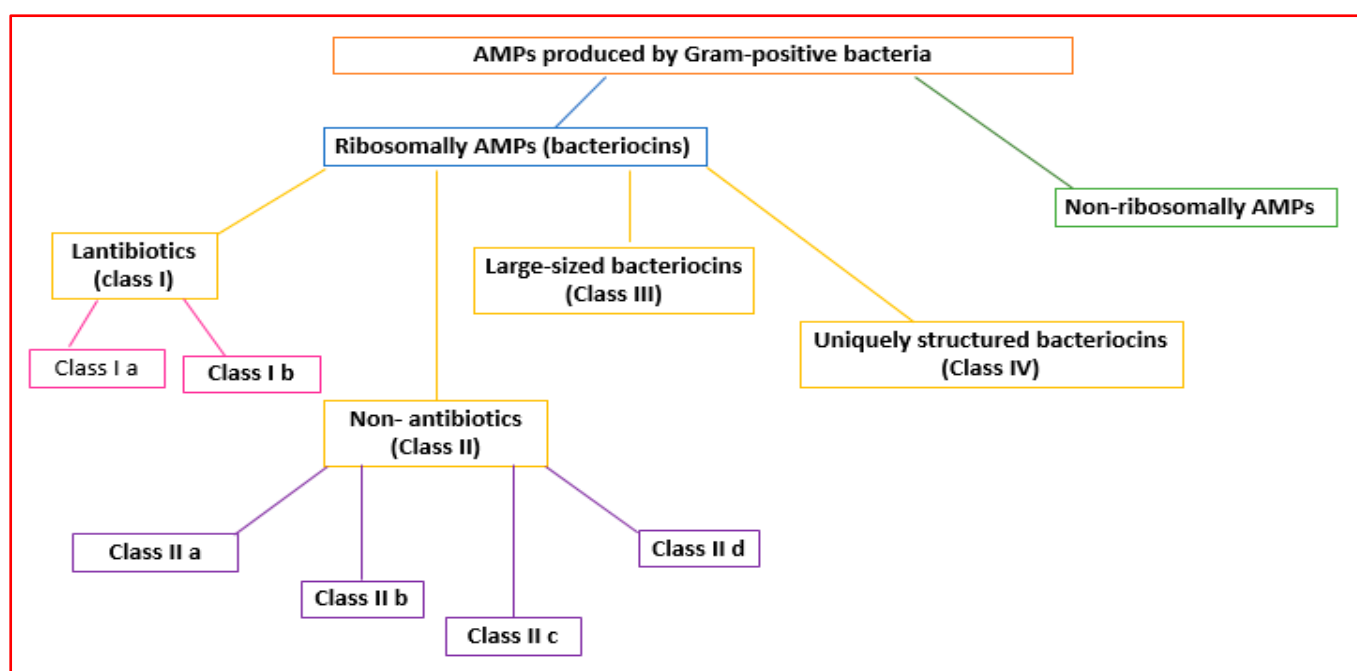 AMPs produced by Gram-positive bacteria
Ribosomally AMPs (bacteriocins)
Non-ribosomally AMPs
Lantibiotics
(class I)
Large-sized bacteriocins
(Class III)
Uniquely structured bacteriocins
(Class IV)
Class I a
Class I b
Non- antibiotics
(Class II)
Class II a
Class II b
Class II c
Class II d